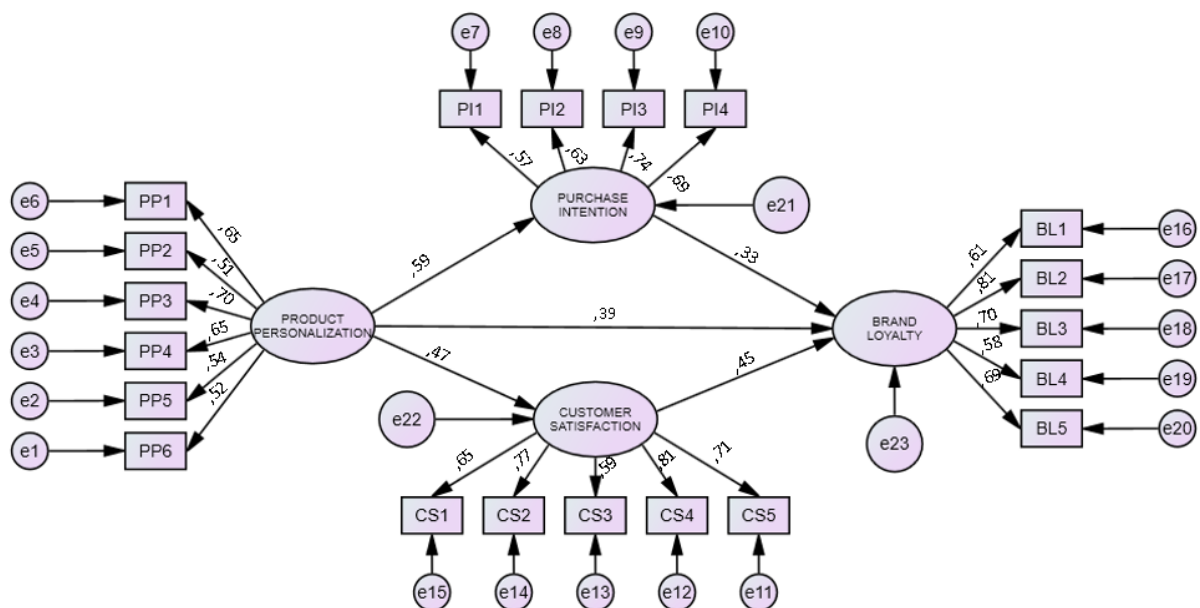 e7 e8 e9 e10
PI1 PI2 PI3 PI4
,57 ,63 ,74 ,69
PURCHASE
INTENTION
e21
e6 PP1
e5 PP2
e4 PP3
e3 PP4
e2 PP5
e1 PP6
,65
,51
,70
,65
,54
,52
PRODUCT
PERSONALIZATION
,59
,39
,47
,33
,45
BRAND
LOYALTY
e23
,61
,81
,70
,58
,69
BL1 e16
BL2 e17
BL3 e18
BL4 e19
BL5 e20
e22
CUSTOMER
SATISFACTION
,65 ,77 ,59 ,81 ,71
CS1 CS2 CS3 CS4 CS5
e15 e14 e13 e12 e11